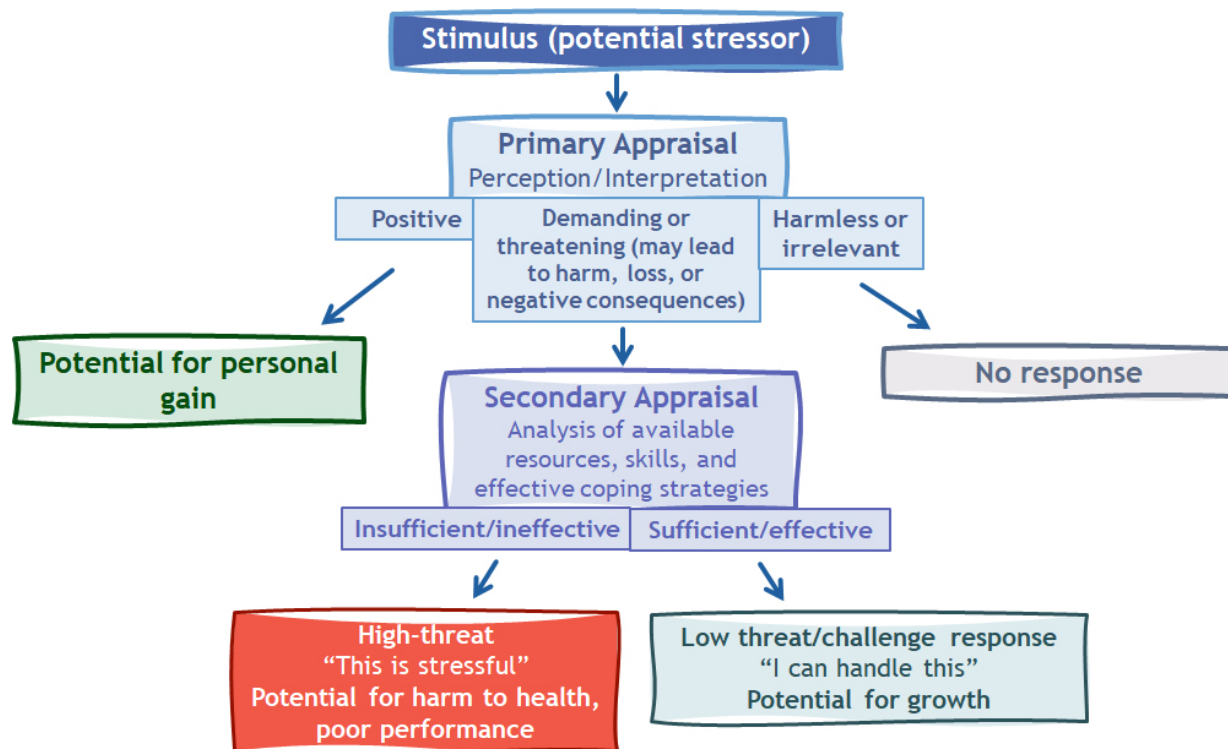 Stimulus (potential stressor)
Primary Appraisal
Perception/Interpretation
Positive
Demanding or
threatening (may lead
to harm, loss, or
negative consequences)
Harmless or
irrelevant
Potential for personal
gain
No response
Secondary Appraisal
Analysis of available
resources, skills, and
effective coping strategies
Insufficient/ineffective
Sufficient/effective
High-threat
“This is stressful”
Potential for harm to health,
poor performance
Low threat/challenge response
“I can handle this”
Potential for growth